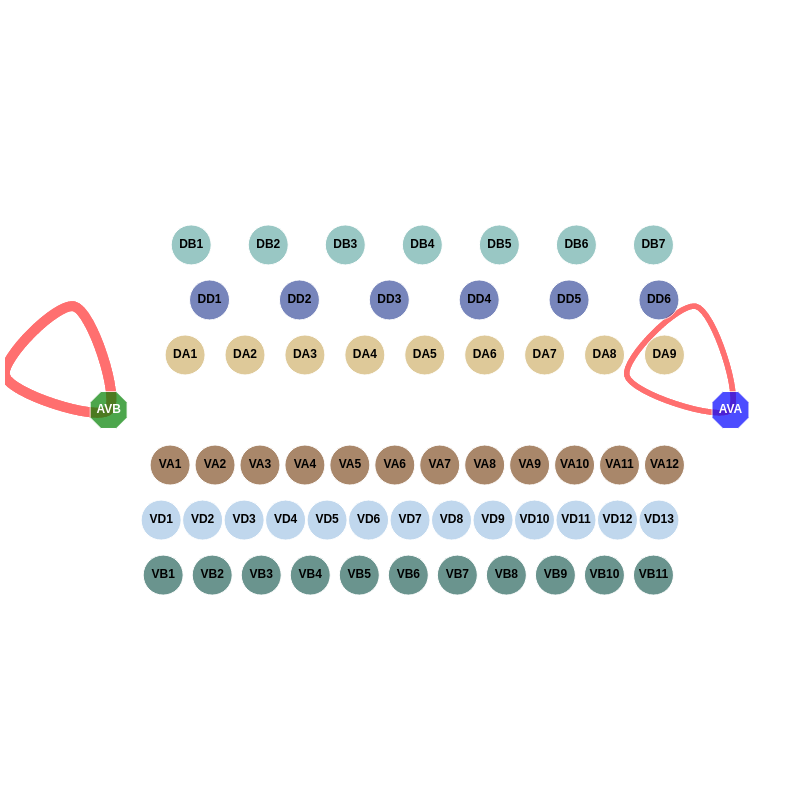 DB1 DB2 DB3 DB4 DB5 DB6 DB7
DD1 DD2 DD3 DD4 DD5 DD6
DA1 DA2 DA3 DA4 DA5 DA6 DA7 DA8 DA9
AVB AVA
VA1 VA2 VA3 VA4 VA5 VA6 VA7 VA8 VA9 VA10 VA11 VA12
VD1 VD2 VD3 VD4 VD5 VD6 VD7 VD8 VD9 VD10 VD11 VD12 VD13
VB1 VB2 VB3 VB4 VB5 VB6 VB7 VB8 VB9 VB10 VB11